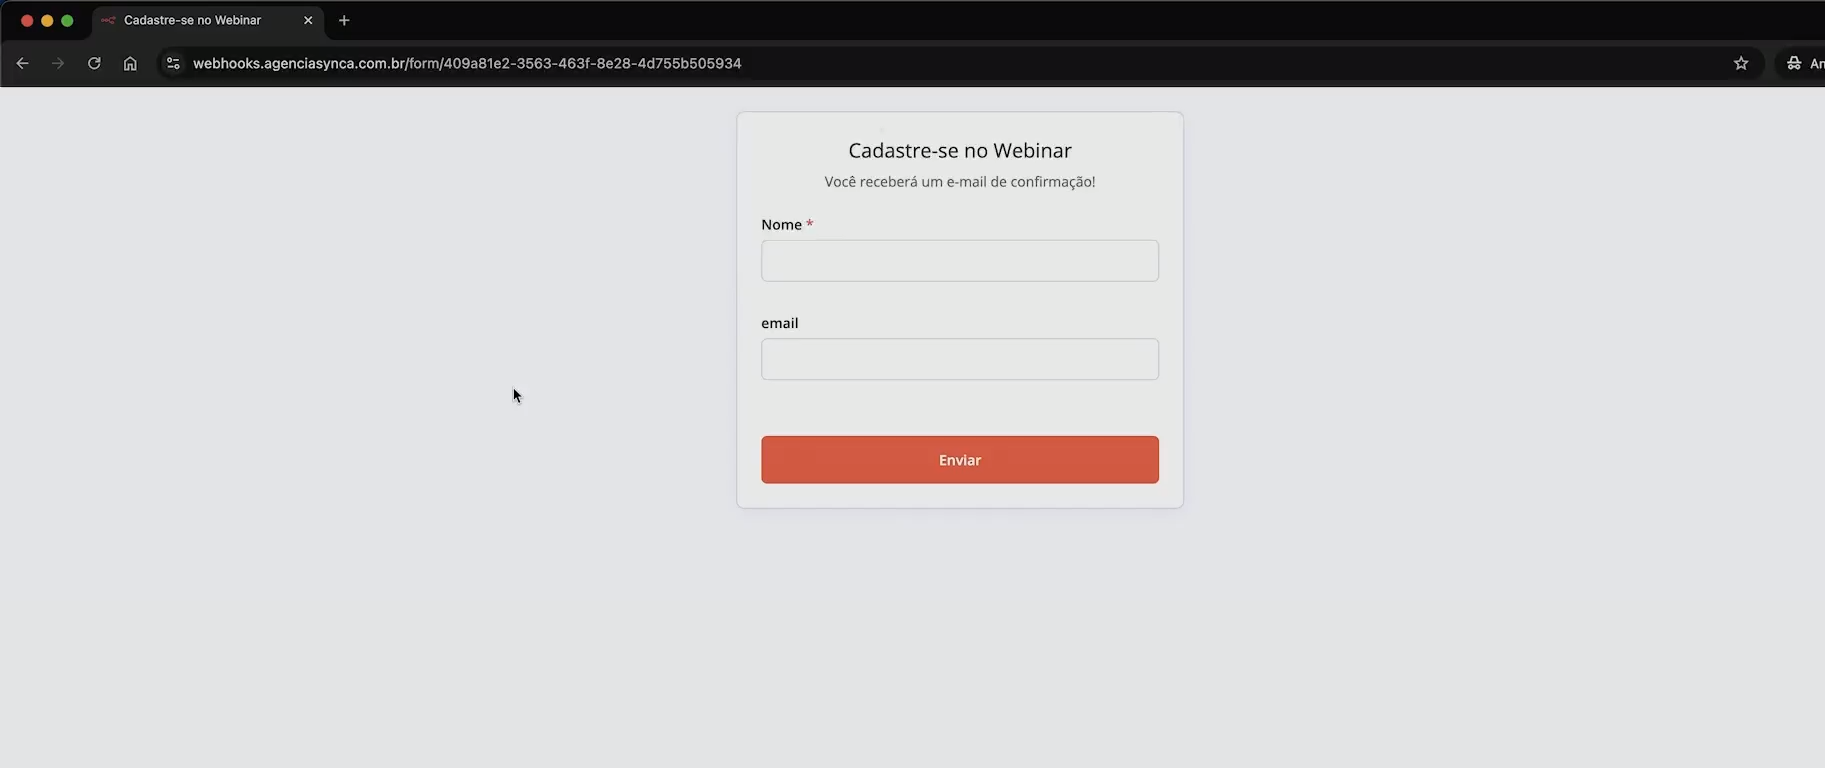 Cadastre-se no Webinar
webhooks.agenciasynca.com.br/form/409a81e2-3563-463f-8e28-4d755b505934
Cadastre-se no Webinar
Você receberá um e-mail de confirmação!
Nome *
email
Enviar